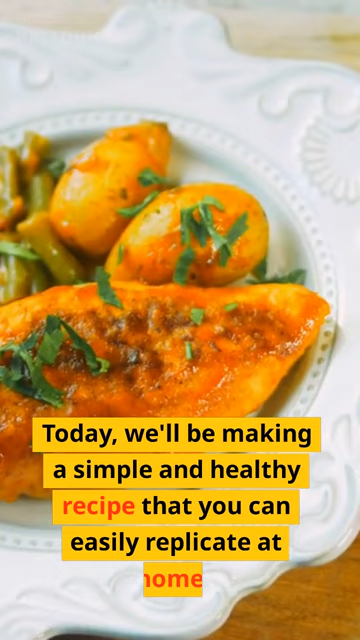 Today, we'll be making
a simple and healthy
recipe that you can
easily replicate at
home